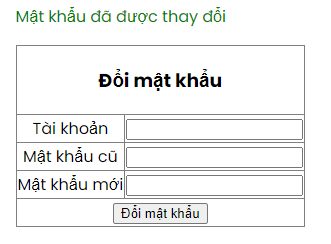 Mật khẩu đã được thay đổi
Đổi mật khẩu
Tài khoản
Mật khẩu cũ
Mật khẩu mới
Đổi mật khẩu